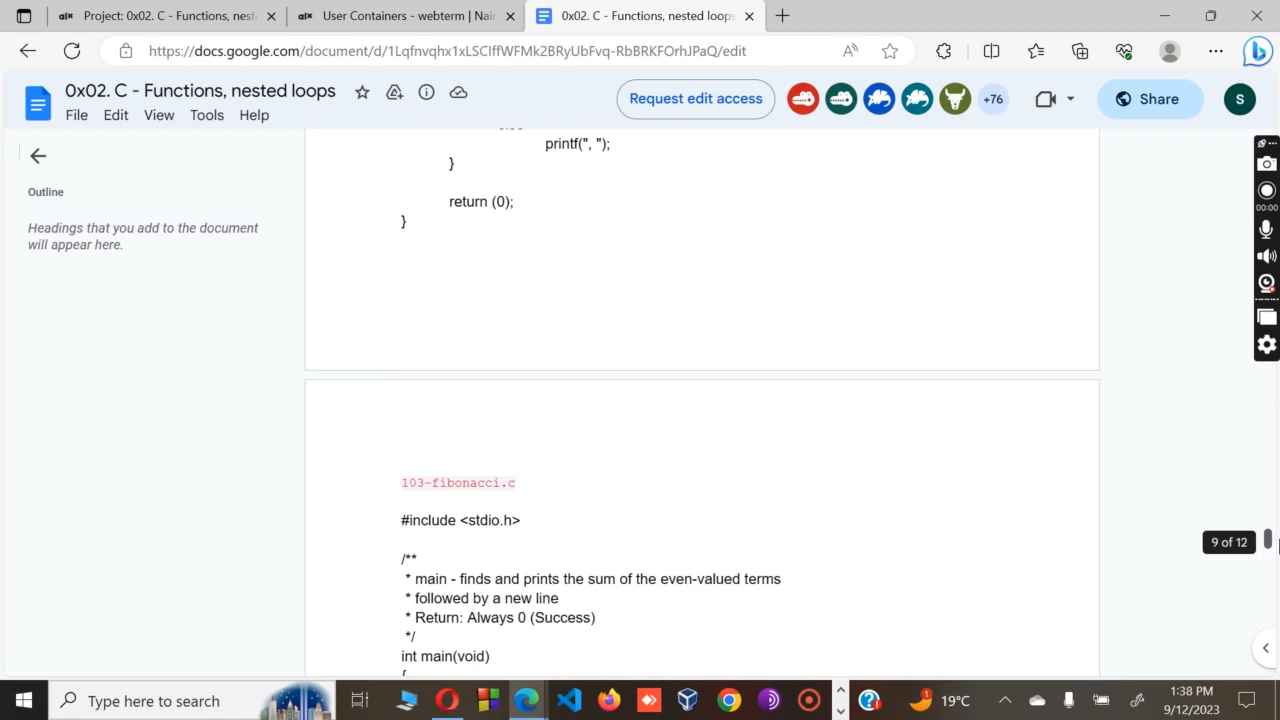 Project: 0x02. C - Functions, nest
User Containers - webterm | Nair
0x02. C - Functions, nested loops
https://docs.google.com/document/d/1Lqfnvqhx1xLSCIffWFMk2BRyUbFvq-RbBRKFOrhJPaQ/edit
0x02. C - Functions, nested loops
File Edit View Tools Help
Request edit access
+76
Share
S
Outline
Headings that you add to the document
will appear here.
printf(", ");
}
return (0);
}
00:00
103-fibonacci.c
#include <stdio.h>
/**
* main - finds and prints the sum of the even-valued terms
* followed by a new line
* Return: Always 0 (Success)
*/
int main(void)
9 of 12
Type here to search
1
19°C
1:38 PM
9/12/2023